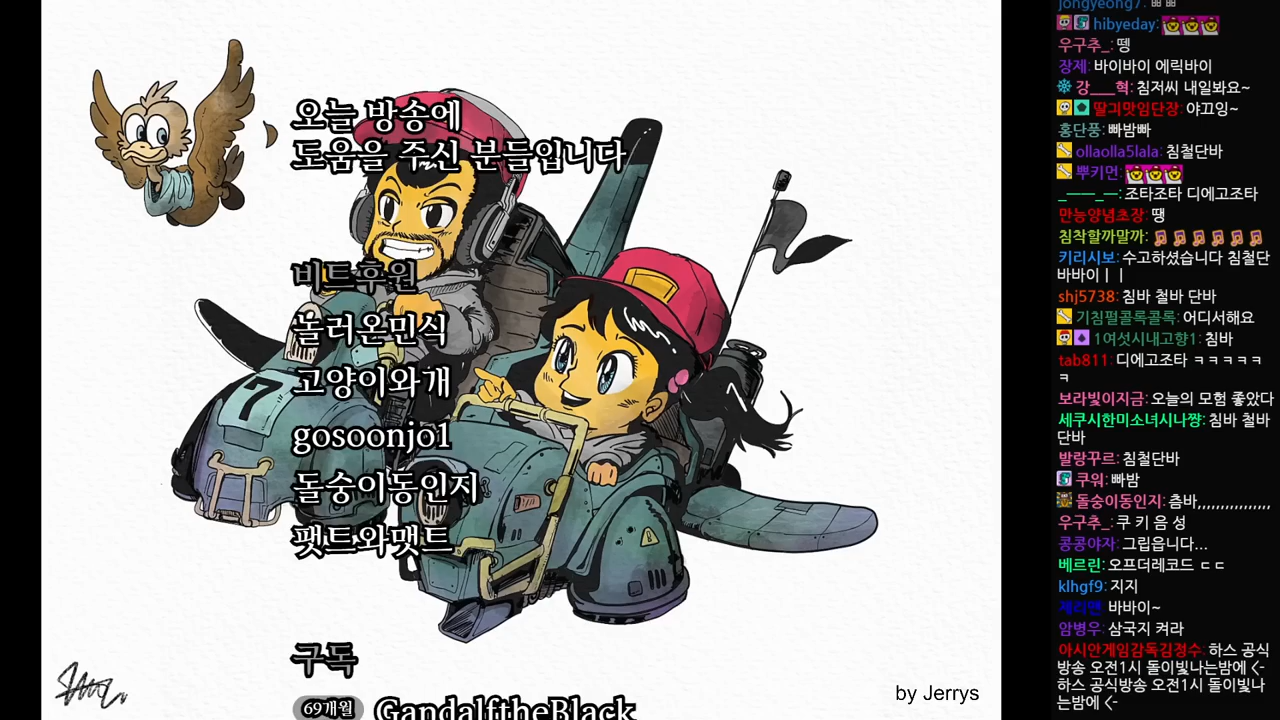 오늘 방송에
도움을 주신 분들입니다
비트후원
놀러온민식
고양이와개
gosoonjo1
돌숭이동인지
팻트와맷트
구독
69개월 GandalftheBlack
7
by Jerrys
jongyeong7: ㅃㅃ
hibyeday:
우구추_: 뗑
장제: 바이바이 에릭바이
강___혁: 침저씨 내일봐요~
딸긔맛임단장: 아끄잉~
홍단풍: 빠밤빠
ollaolla5lala: 침철단바
뿌키먼:
_ㅡㅡ_ㅡ: 조타조타 디에고조타
만능양념초장: 땡
침착할까말까:
키리시보: 수고하셨습니다 침철단
바바이ㅣㅣ
shj5738: 침바 철바 단바
기침펄콜록콜록: 어디서해요
1여섯시내고향1: 침바
tab811: 디에고조타 ㅋㅋㅋㅋㅋ
ㅋ
보라빛이지금: 오늘의 모험 좋았다
세쿠시한미소녀시나쨩: 침바 철바
단바
발랑꾸르: 침철단바
쿠워: 빠밤
돌숭이동인지: 츰바,,,,,,,,,,,,,,,,
우구추_: 쿠 키 음 성
콩콩야자: 그립읍니다...
베르린: 오프더레코드 ㄷㄷ
klhgf9: 지지
제리맨: 바바이~
암병우: 삼국지 켜라
아시안게임감독김정수: 하스 공식
방송 오전1시 돌이빛나는밤에 <-
하스 공식방송 오전1시 돌이빛나
는밤에 <-